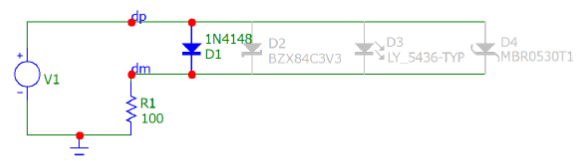 dp
1N4148
D1
D2
BZX84C3V3
D3
LY_5436-TYP
D4
MBR0530T1
dm
+
-
V1
R1
100